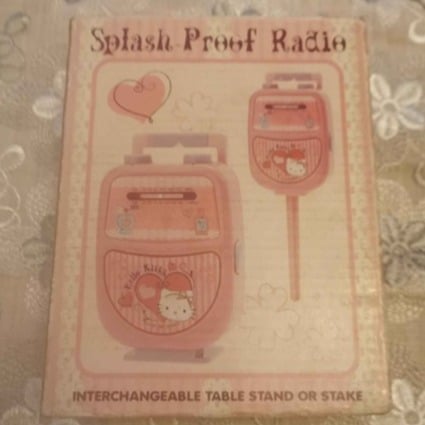 Splash Proof Radio
Hello Kitty
INTERCHANGEABLE TABLE STAND OR STAKE